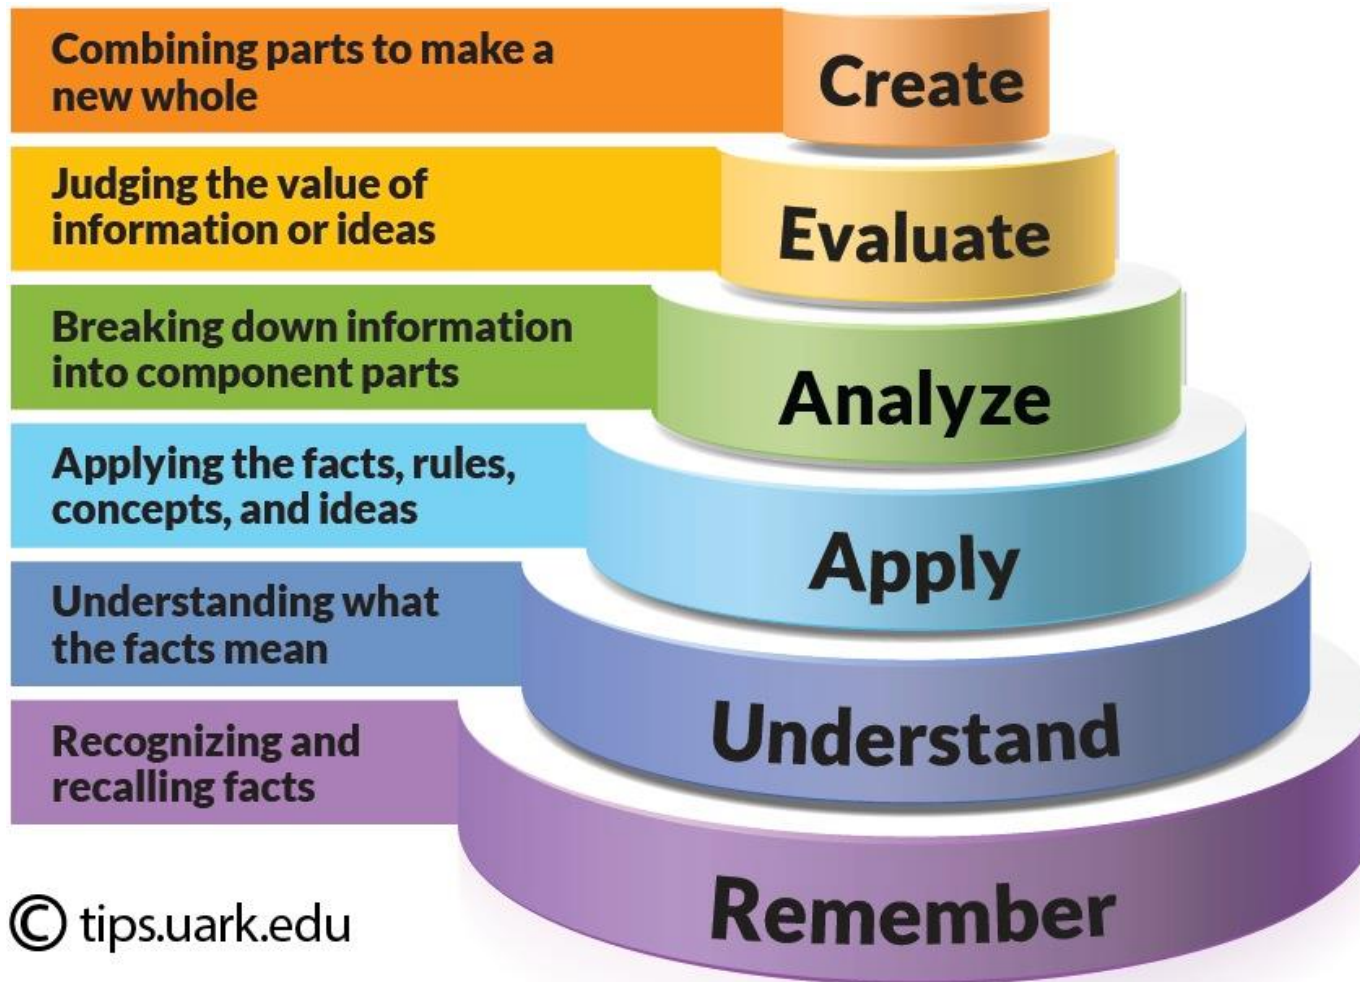 Combining parts to make a
new whole
Create
Judging the value of
information or ideas
Evaluate
Breaking down information
into component parts
Analyze
Applying the facts, rules,
concepts, and ideas
Apply
Understanding what
the facts mean
Understand
Recognizing and
recalling facts
Remember
© tips.uark.edu